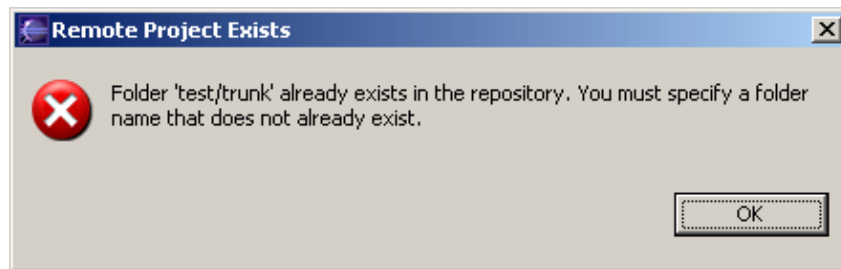 Remote Project Exists
Folder 'test/trunk' already exists in the repository. You must specify a folder
name that does not already exist.
OK